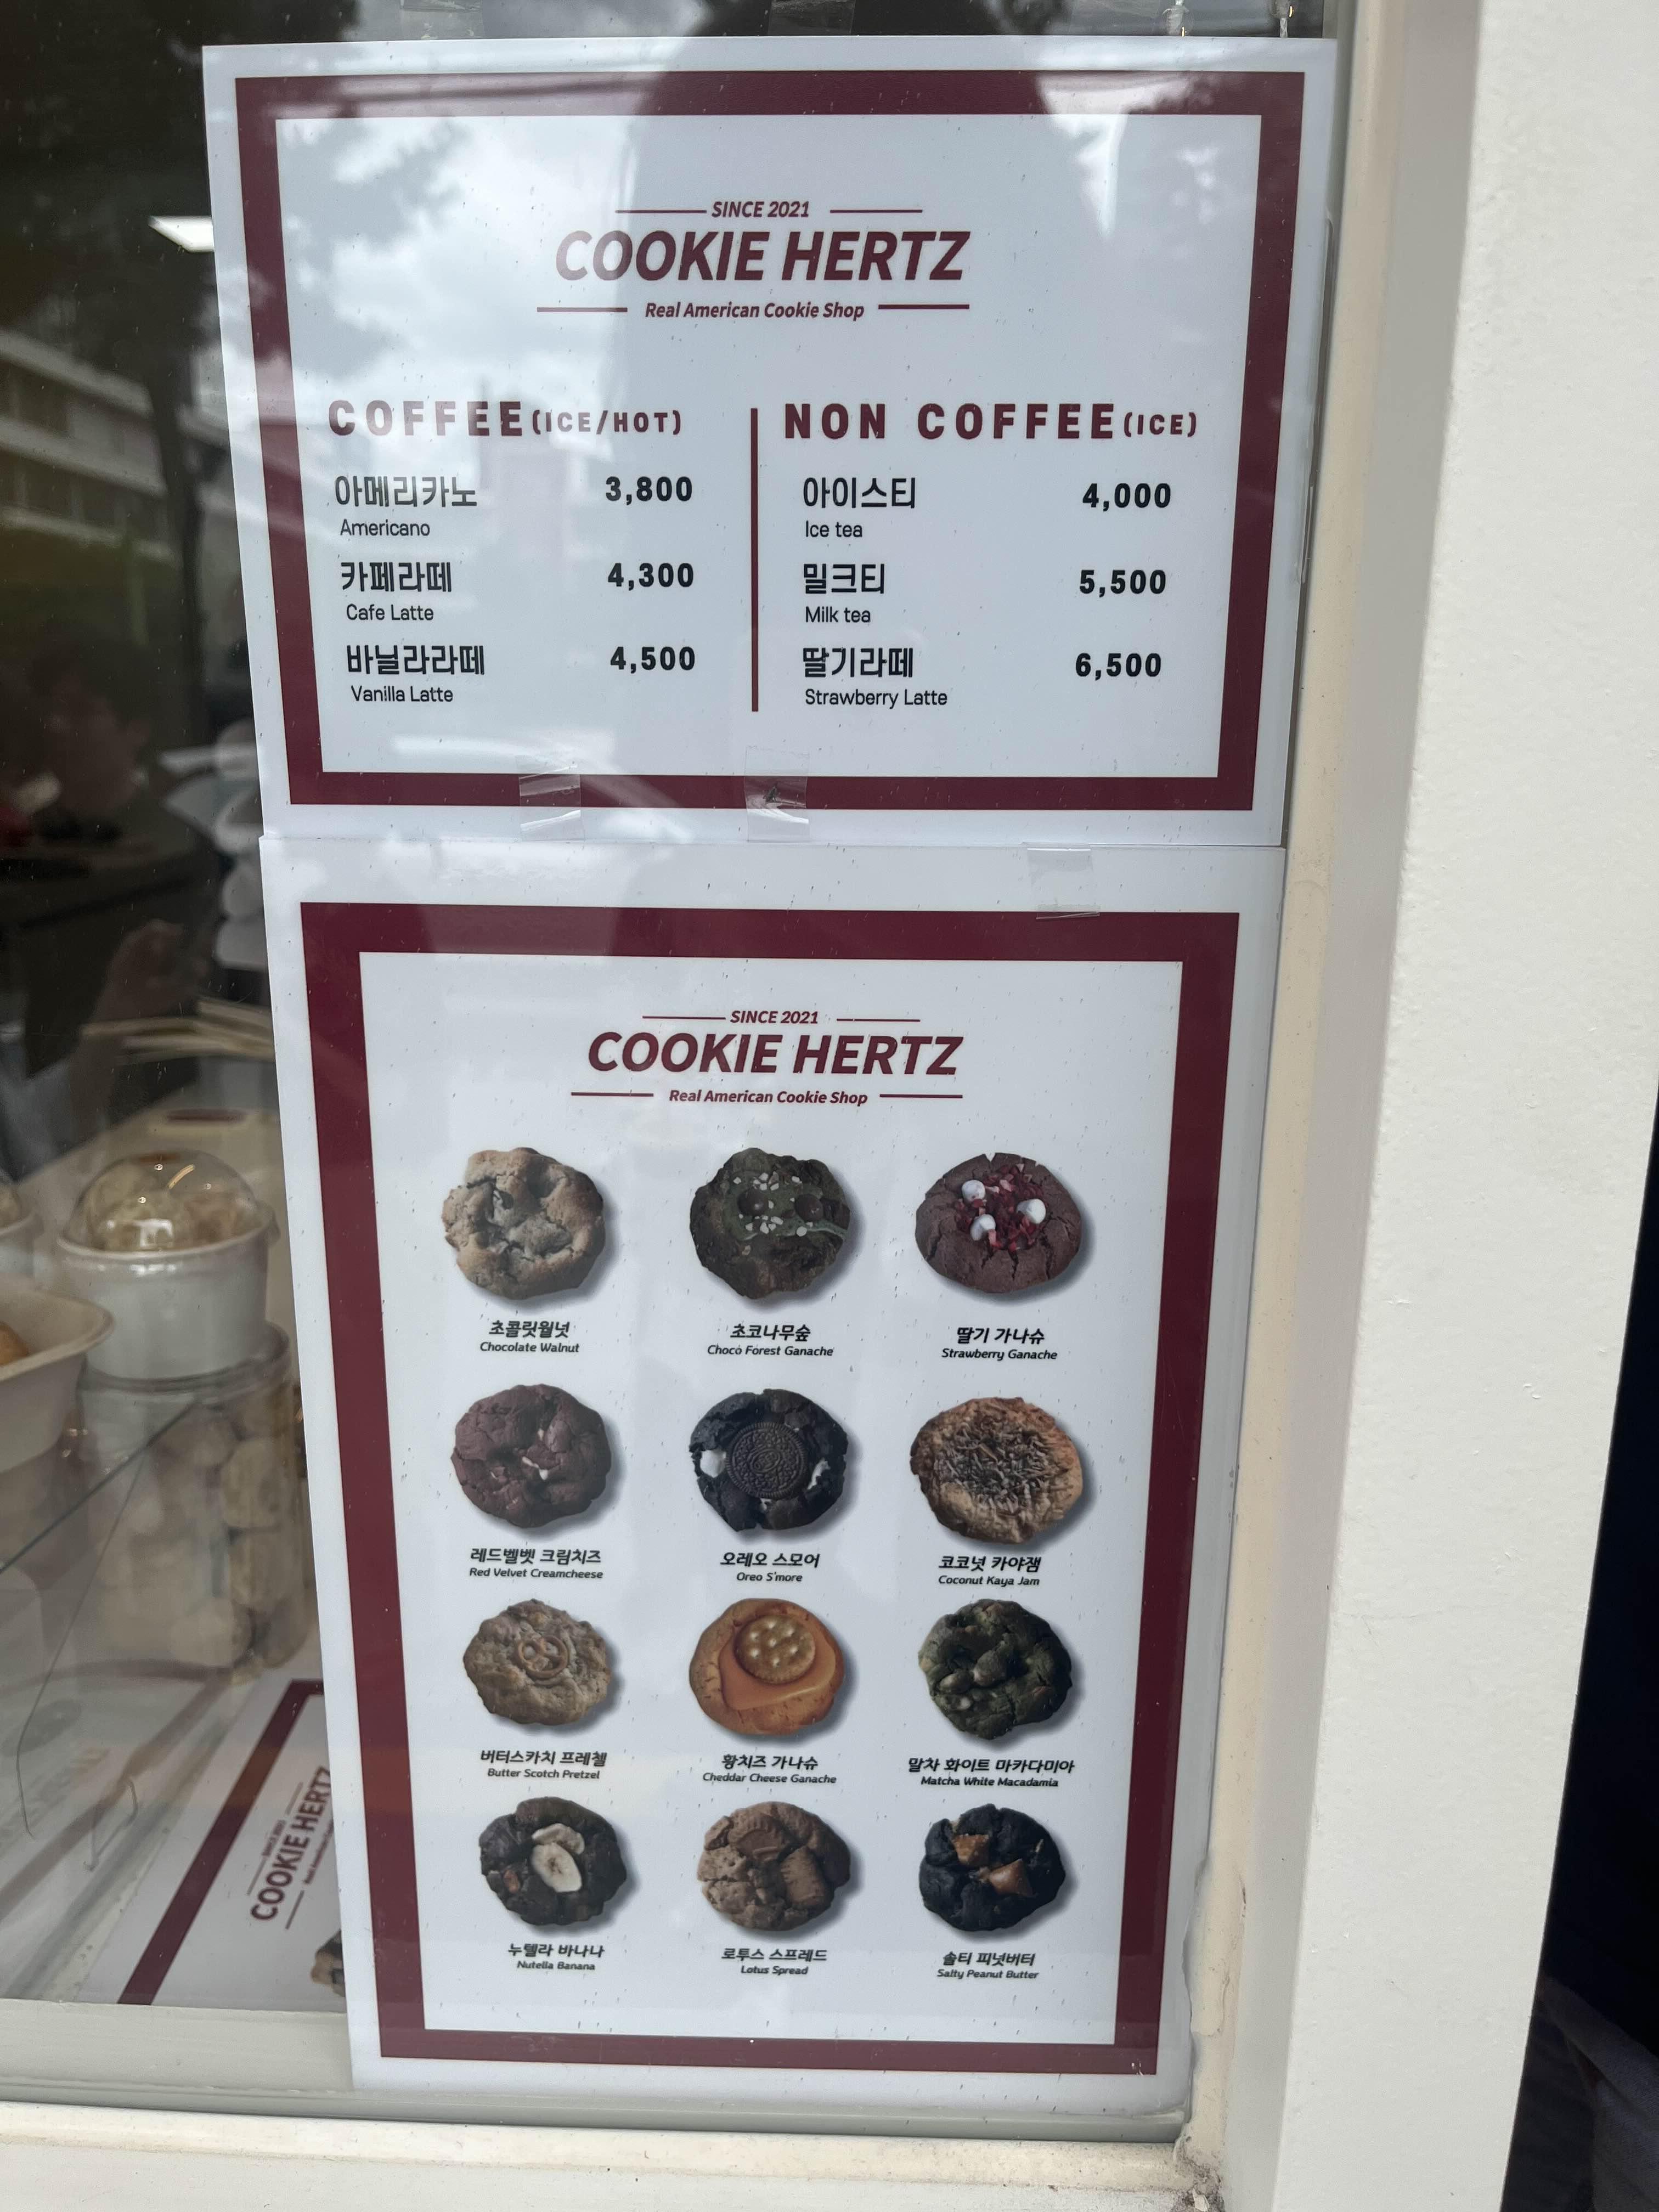 SINCE 2021
COOKIE HERTZ
Real American Cookie Shop
COFFEE(ICE/HOT)
아메리카노 3,800
Americano
카페라떼 4,300
Cafe Latte
바닐라라떼 4,500
Vanilla Latte
NON COFFEE(ICE)
아이스티 4,000
Ice tea
밀크티 5,500
Milk tea
딸기라떼 6,500
Strawberry Latte
SINCE 2021
COOKIE HERTZ
Real American Cookie Shop
초콜릿월넛
Chocolate Walnut
초코나무숲
Choco Forest Ganache
딸기 가나슈
Strawberry Ganache
레드벨벳 크림치즈
Red Velvet Creamcheese
오레오 스모어
Oreo S'more
코코넛 카야잼
Coconut Kaya Jam
버터스카치 프레첼
Butter Scotch Pretzel
황치즈 가나슈
Cheddar Cheese Ganache
말차 화이트 마카다미아
Matcha White Macadamia
누텔라 바나나
Nutella Banana
로투스 스프레드
Lotus Spread
솔티 피넛버터
Salty Peanut Butter
COOKIE HERTZ